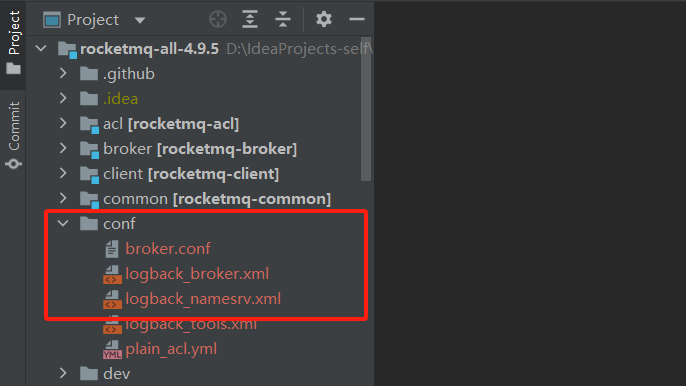 Project
Commit
Project
rocketmq-all-4.9.5 D:\IdeaProjects-self\
.github
.idea
acl [rocketmq-acl]
broker [rocketmq-broker]
client [rocketmq-client]
common [rocketmq-common]
conf
broker.conf
logback_broker.xml
logback_namesrv.xml
logback_tools.xml
YML plain_acl.yml
dev